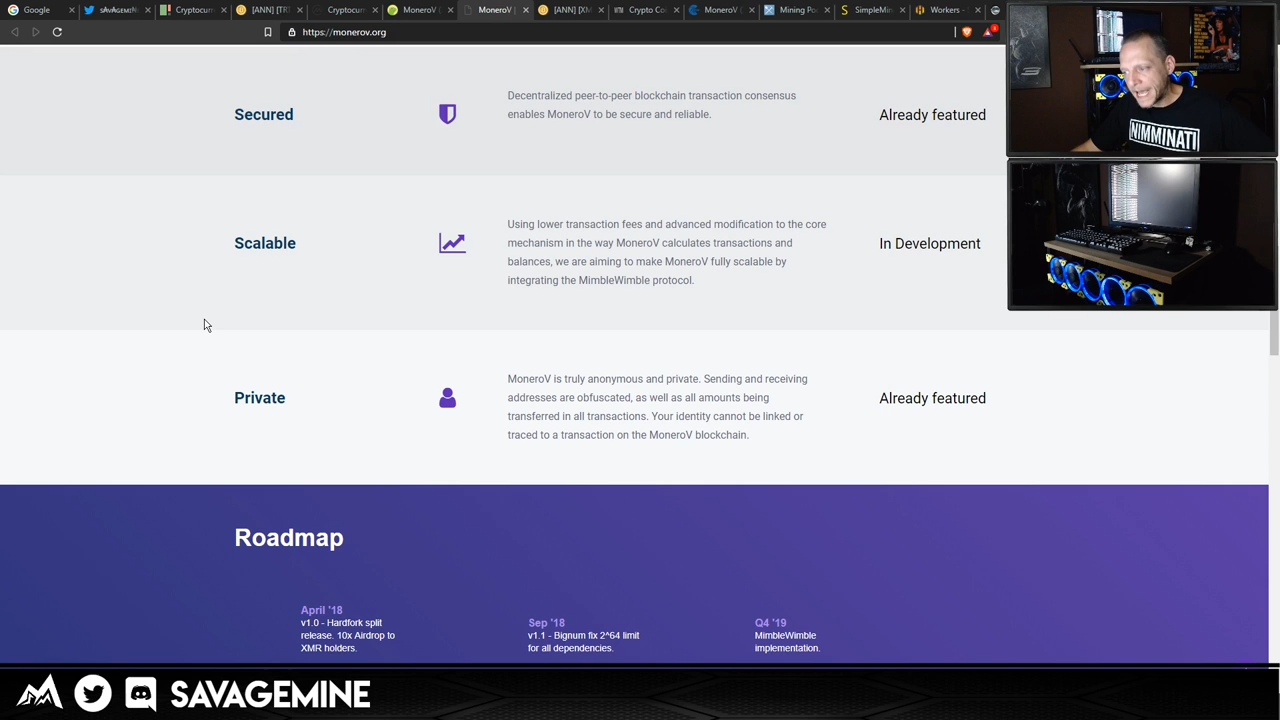 Google
sAvAgEmiN
Cryptocum
[ANN] [TRT
Cryptocur
MoneroV (
MoneroV |
[ANN] [XM
Crypto Co
MoneroV (
Mining Po
SimpleMin
Workers -
https://monerov.org
NIMMINATI
Secured
Decentralized peer-to-peer blockchain transaction consensus
enables MoneroV to be secure and reliable.
Already featured
Scalable
Using lower transaction fees and advanced modification to the core
mechanism in the way MoneroV calculates transactions and
balances, we are aiming to make MoneroV fully scalable by
integrating the MimbleWimble protocol.
In Development
Private
MoneroV is truly anonymous and private. Sending and receiving
addresses are obfuscated, as well as all amounts being
transferred in all transactions. Your identity cannot be linked or
traced to a transaction on the MoneroV blockchain.
Already featured
Roadmap
April '18
v1.0 - Hardfork split
release. 10x Airdrop to
XMR holders.
Sep '18
v1.1 - Bignum fix 2^64 limit
for all dependencies.
Q4 '19
MimbleWimble
implementation.
SAVAGEMINE